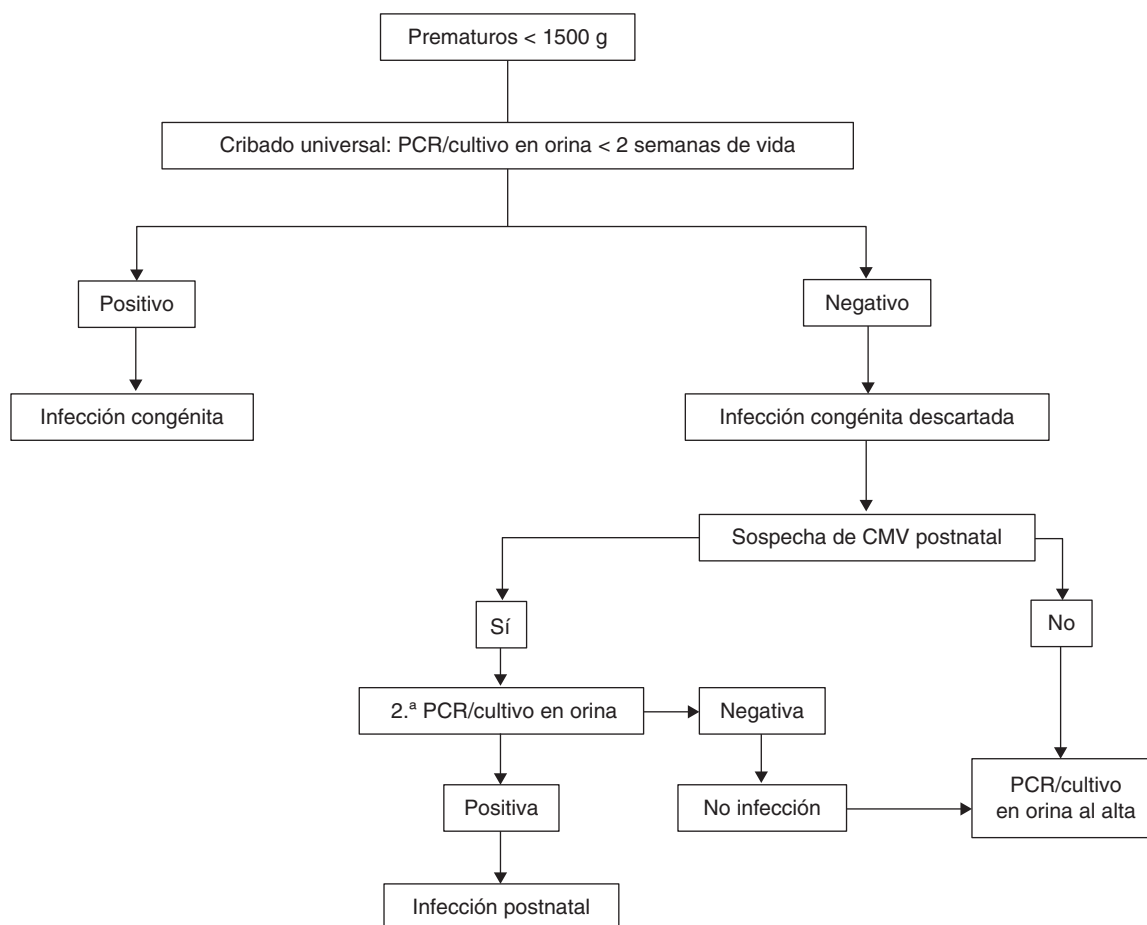 Prematuros < 1500 g
Cribado universal: PCR/cultivo en orina < 2 semanas de vida
Positivo
Negativo
Infección congénita
Infección congénita descartada
Sospecha de CMV postnatal
Sí
No
2.ª PCR/cultivo en orina
Negativa
Positiva
No infección
PCR/cultivo
en orina al alta
Infección postnatal